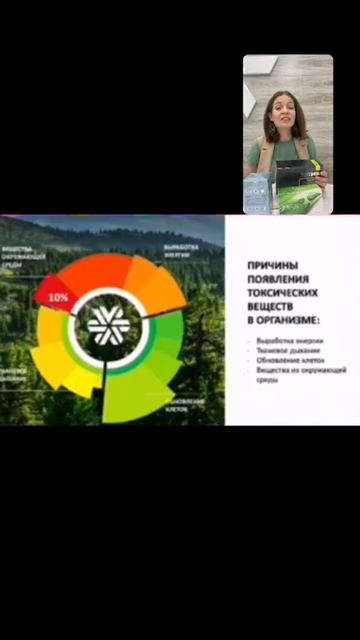 ВЕЩЕСТВА
ОКРУЖАЮЩЕЙ
СРЕДЫ
ВЫРАБОТКА
ЭНЕРГИИ
10%
ДЫХАНИЕ
ОБНОВЛЕНИЕ
КЛЕТОК
ПРИЧИНЫ
ПОЯВЛЕНИЯ
ТОКСИЧЕСКИХ
ВЕЩЕСТВ
В ОРГАНИЗМЕ:
- Выработка энергии
- Тканевое дыхание
- Обновление клеток
- Вещества из окружающей
среды